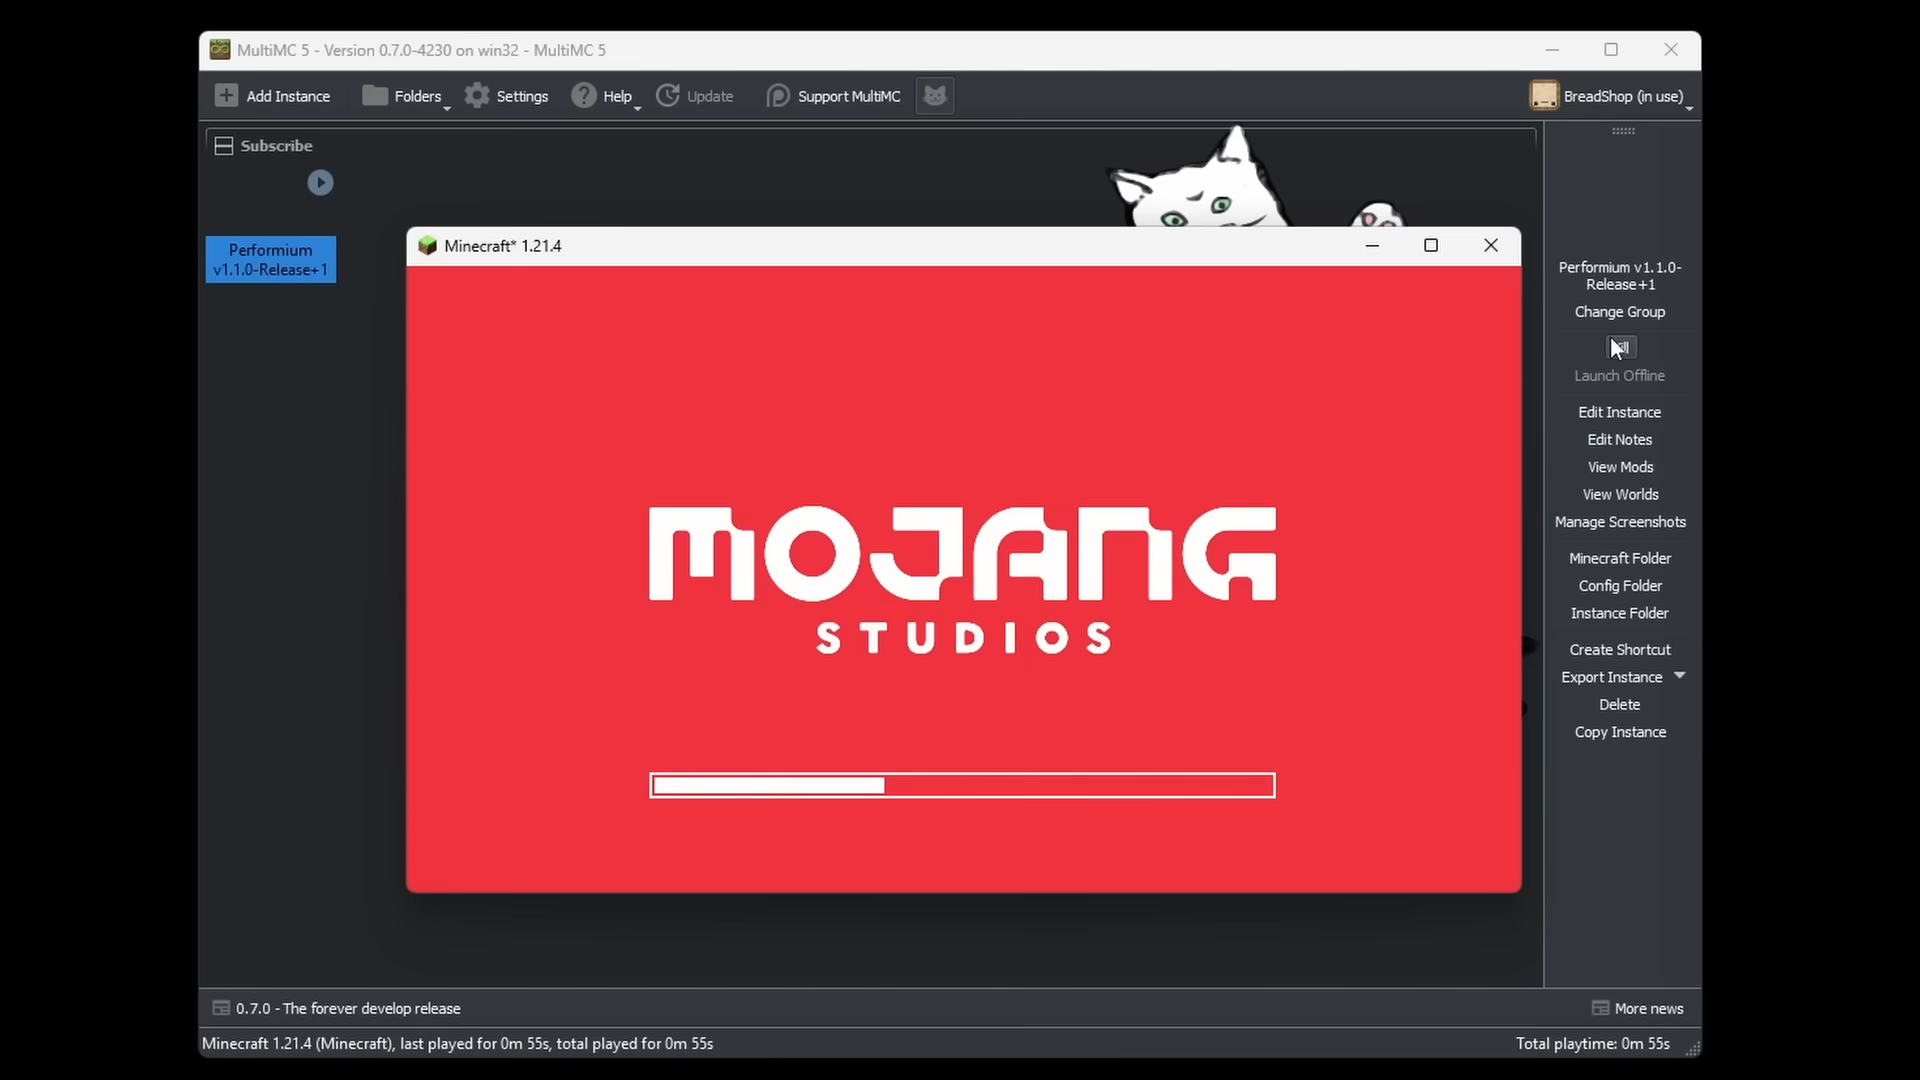 MultiMC 5 - Version 0.7.0-4230 on win32 - MultiMC 5
Add Instance
Folders
Settings
Help
Update
Support MultiMC
BreadShop (in use)
Subscribe
Performium
v1.1.0-Release+1
Minecraft* 1.21.4
MOJANG
STUDIOS
Performium v1.1.0-
Release+1
Change Group
Launch Offline
Edit Instance
Edit Notes
View Mods
View Worlds
Manage Screenshots
Minecraft Folder
Config Folder
Instance Folder
Create Shortcut
Export Instance
Delete
Copy Instance
0.7.0 - The forever develop release
More news
Minecraft 1.21.4 (Minecraft), last played for 0m 55s, total played for 0m 55s
Total playtime: 0m 55s